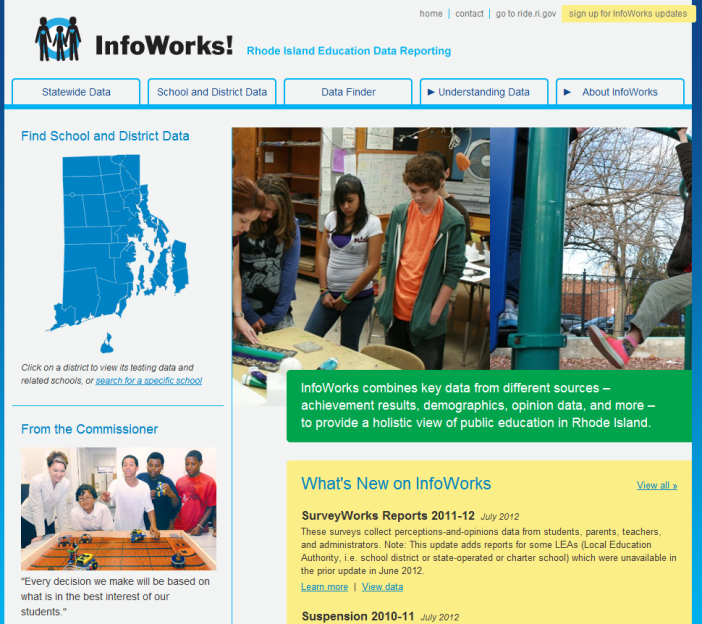 home | contact | go to ride.ri.gov sign up for InfoWorks updates
InfoWorks! Rhode Island Education Data Reporting
Statewide Data School and District Data Data Finder Understanding Data About InfoWorks
Find School and District Data
Click on a district to view its testing data and
related schools, or search for a specific school
InfoWorks combines key data from different sources –
achievement results, demographics, opinion data, and more –
to provide a holistic view of public education in Rhode Island.
From the Commissioner
"Every decision we make will be based on
what is in the best interest of our
students."
What's New on InfoWorks View all »
SurveyWorks Reports 2011-12 July 2012
These surveys collect perceptions-and-opinions data from students, parents, teachers,
and administrators. Note: This update adds reports for some LEAs (Local Education
Authority, i.e. school district or state-operated or charter school) which were unavailable in
the prior update in June 2012.
Learn more | View data
Suspension 2010-11 July 2012